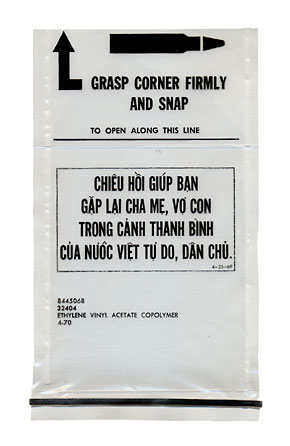 GRASP CORNER FIRMLY
AND SNAP
TO OPEN ALONG THIS LINE
CHIÊU HỒI GIÚP BẠN
GẶP LẠI CHA MẸ, VỢ CON
TRONG CẢNH THANH BÌNH
CỦA NƯỚC VIỆT TỰ DO, DÂN CHỦ.
4-25-69
8445068
32404
ETHYLENE VINYL ACETATE COPOLYMER
4-70